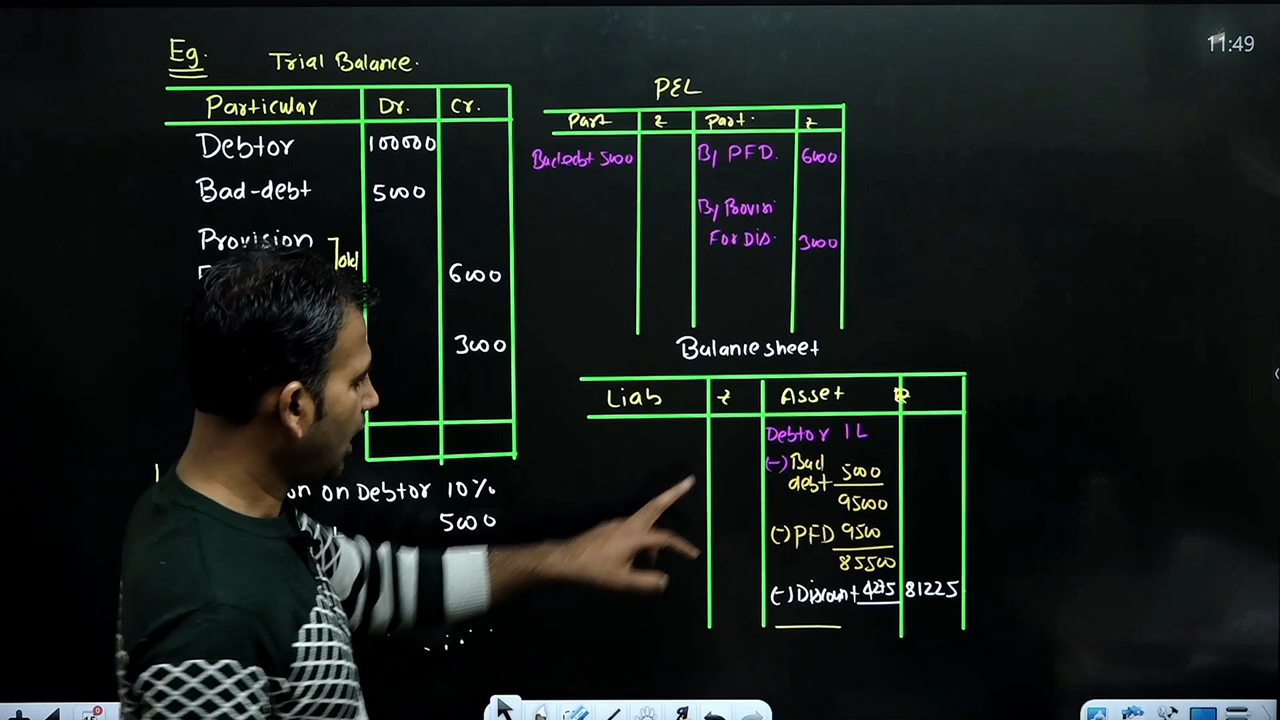 11:49
Eg. Trial Balance.
Particular Dr. Cr.
Debtor 100000
Bad-debt 5000
Provision
old
6000
3000
on on Debtor 10%
5000
P&L
Part ₹ Part. ₹
Bad debt 5000 By PFD. 6000
By Provisi
For Dis. 3000
Balance sheet
Liab ₹ Asset ₹
Debtor 1L
(-) Bad
debt 5000
95000
(-) PFD 9500
85500
(-) Discount 4275 81225